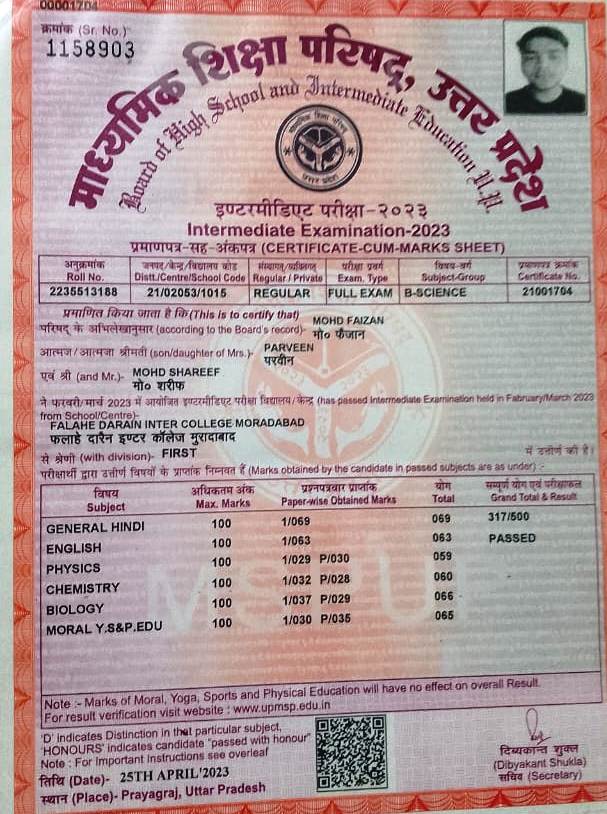 00001704
क्रमांक (Sr. No.)
1158903
माध्यमिक शिक्षा परिषद्, उत्तर प्रदेश
Board of High School and Intermediate Education U.P.
माध्यमिक शिक्षा परिषद्
उत्तर प्रदेश
इण्टरमीडिएट परीक्षा-२०२३
Intermediate Examination-2023
प्रमाणपत्र-सह-अंकपत्र (CERTIFICATE-CUM-MARKS SHEET)
अनुक्रमांक जनपद/केन्द्र/विद्यालय कोड संस्थागत/व्यक्तिगत परीक्षा प्रवर्ग विषय-वर्ग प्रमाणपत्र क्रमांक
Roll No. Distt./Centre/School Code Regular / Private Exam. Type Subject-Group Certificate No.
2235513188 21/02053/1015 REGULAR FULL EXAM B-SCIENCE 21001704
प्रमाणित किया जाता है कि (This is to certify that) MOHD FAIZAN
परिषद् के अभिलेखानुसार (according to the Board's record)- मो० फैजान
आत्मज/आत्मजा श्रीमती (son/daughter of Mrs.)- PARVEEN
परवीन
एवं श्री (and Mr.)- MOHD SHAREEF
मो० शरीफ
ने फरवरी/मार्च 2023 में आयोजित इण्टरमीडिएट परीक्षा विद्यालय/केन्द्र (has passed Intermediate Examination held in Fabruary/March 2023
from School/Centre)-
FALAHE DARAIN INTER COLLEGE MORADABAD
फलाहे दारैन इण्टर कॉलेज मुरादाबाद
से श्रेणी (with division)- FIRST में उत्तीर्ण की है।
परीक्षार्थी द्वारा उत्तीर्ण विषयों के प्राप्तांक निम्नवत हैं (Marks obtained by the candidate in passed subjects are as under) :-
विषय अधिकतम अंक प्रश्नपत्रवार प्राप्तांक योग सम्पूर्ण योग एवं परीक्षाफल
Subject Max. Marks Paper-wise Obtained Marks Total Grand Total & Result
GENERAL HINDI 100 1/069 069 317/500
ENGLISH 100 1/063 063 PASSED
PHYSICS 100 1/029 P/030 059
CHEMISTRY 100 1/032 P/028 060
BIOLOGY 100 1/037 P/029 066
MORAL Y.S&P.EDU 100 1/030 P/035 065
Note :- Marks of Moral, Yoga, Sports and Physical Education will have no effect on overall Result.
For result verification visit website : www.upmsp.edu.in
'D' indicates Distinction in that particular subject,
'HONOURS' indicates candidate "passed with honour"
Note : For Important Instructions see overleaf
तिथि (Date)- 25TH APRIL'2023
स्थान (Place)- Prayagraj, Uttar Pradesh
दिब्यकान्त शुक्ल
(Dibyakant Shukla)
सचिव (Secretary)